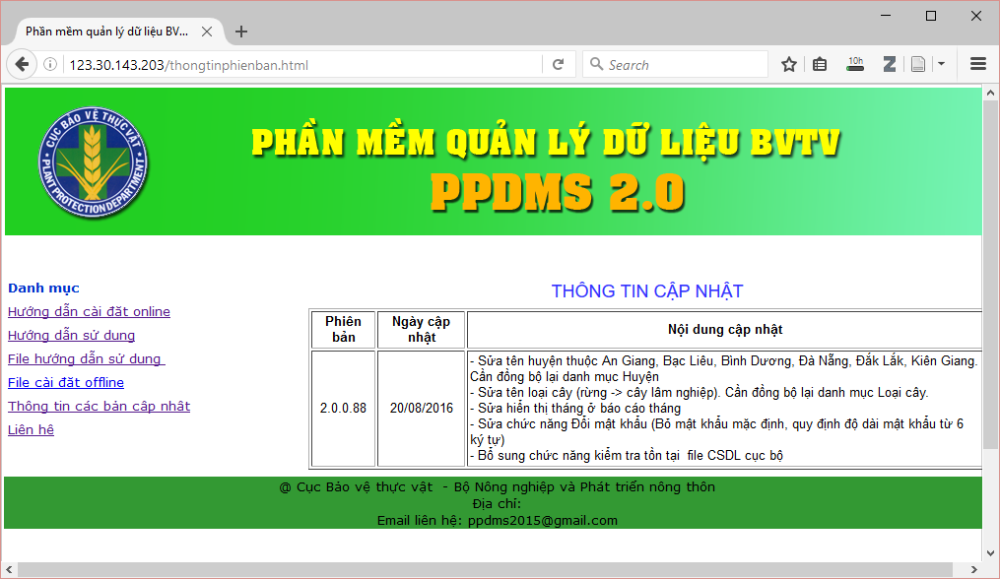 Phần mềm quản lý dữ liệu BV...
123.30.143.203/thongtinphienban.html
Search
10h
Z
CỤC BẢO VỆ THỰC VẬT
PLANT PROTECTION DEPARTMENT
PHẦN MỀM QUẢN LÝ DỮ LIỆU BVTV
PPDMS 2.0
Danh mục
Hướng dẫn cài đăt online
Hướng dẫn sử dung
File hướng dẫn sử dung
File cài đăt offline
Thông tin các bản cập nhât
Liên hệ
THÔNG TIN CẬP NHẬT
Phiên bản
Ngày cập nhật
Nội dung cập nhật
2.0.0.88
20/08/2016
- Sửa tên huyện thuộc An Giang, Bạc Liêu, Bình Dương, Đà Nẵng, Đắk Lắk, Kiên Giang.
Cần đồng bộ lại danh mục Huyện
- Sửa tên loại cây (rừng -> cây lâm nghiệp). Cần đồng bộ lại danh mục Loại cây.
- Sửa hiển thị tháng ở báo cáo tháng
- Sửa chức năng Đổi mật khẩu (Bỏ mật khẩu mặc định, quy định độ dài mật khẩu từ 6
ký tự)
- Bổ sung chức năng kiểm tra tồn tại file CSDL cục bộ
@ Cục Bảo vệ thực vật - Bộ Nông nghiệp và Phát triển nông thôn
Địa chỉ:
Email liên hệ: ppdms2015@gmail.com